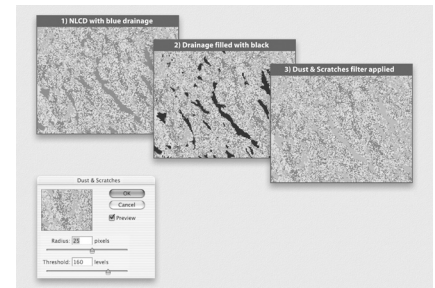 1) NLCD with blue drainage
2) Drainage filled with black
3) Dust & Scratches filter applied
Dust & Scratches
OK
Cancel
Preview
Radius: 25 pixels
Threshold: 160 levels